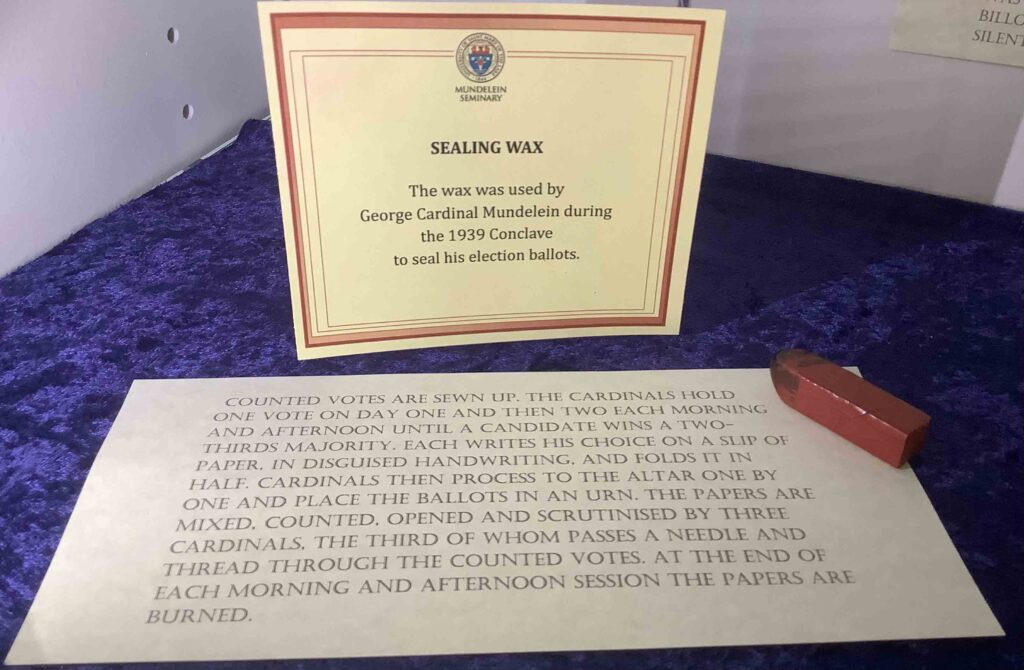 BILLO
SILENT
MUNDELEIN
SEMINARY
SEALING WAX
The wax was used by
George Cardinal Mundelein during
the 1939 Conclave
to seal his election ballots.
COUNTED VOTES ARE SEWN UP. THE CARDINALS HOLD
ONE VOTE ON DAY ONE AND THEN TWO EACH MORNING
AND AFTERNOON UNTIL A CANDIDATE WINS A TWO-
THIRDS MAJORITY. EACH WRITES HIS CHOICE ON A SLIP OF
PAPER, IN DISGUISED HANDWRITING, AND FOLDS IT IN
HALF. CARDINALS THEN PROCESS TO THE ALTAR ONE BY
ONE AND PLACE THE BALLOTS IN AN URN. THE PAPERS ARE
MIXED, COUNTED, OPENED AND SCRUTINISED BY THREE
CARDINALS, THE THIRD OF WHOM PASSES A NEEDLE AND
THREAD THROUGH THE COUNTED VOTES. AT THE END OF
EACH MORNING AND AFTERNOON SESSION THE PAPERS ARE
BURNED.